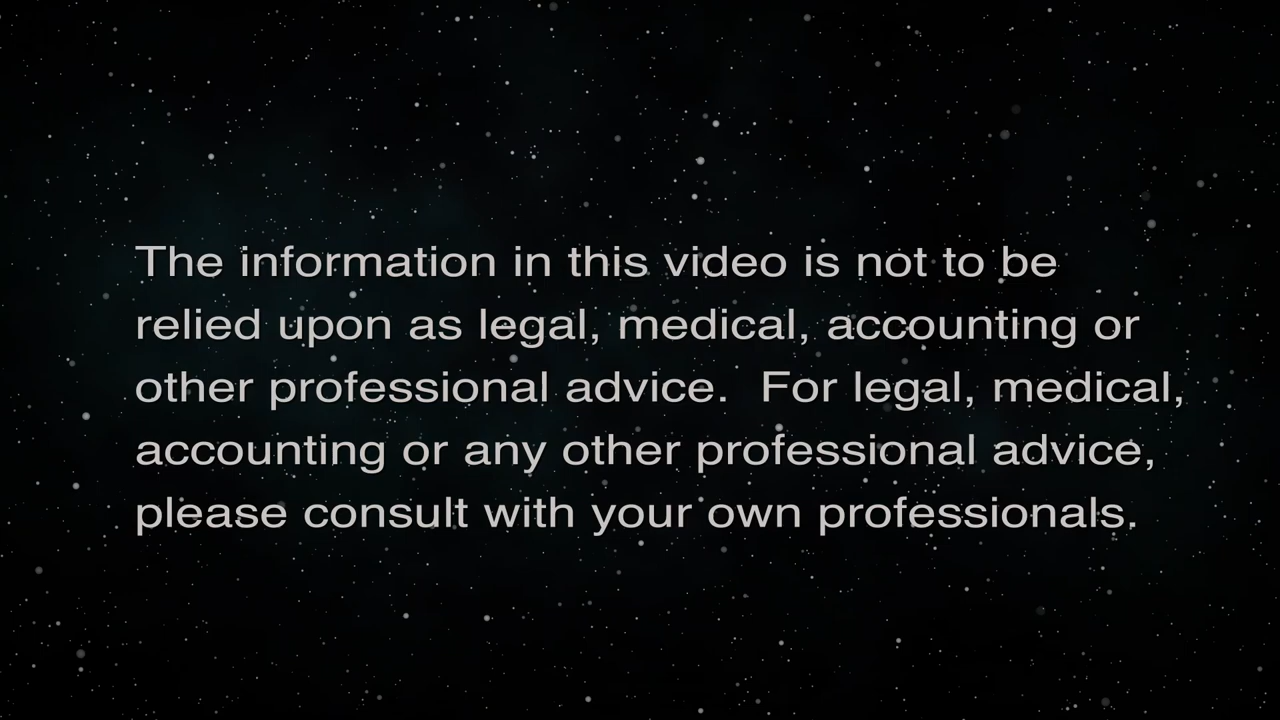 The information in this video is not to be
relied upon as legal, medical, accounting or
other professional advice.  For legal, medical,
accounting or any other professional advice,
please consult with your own professionals.